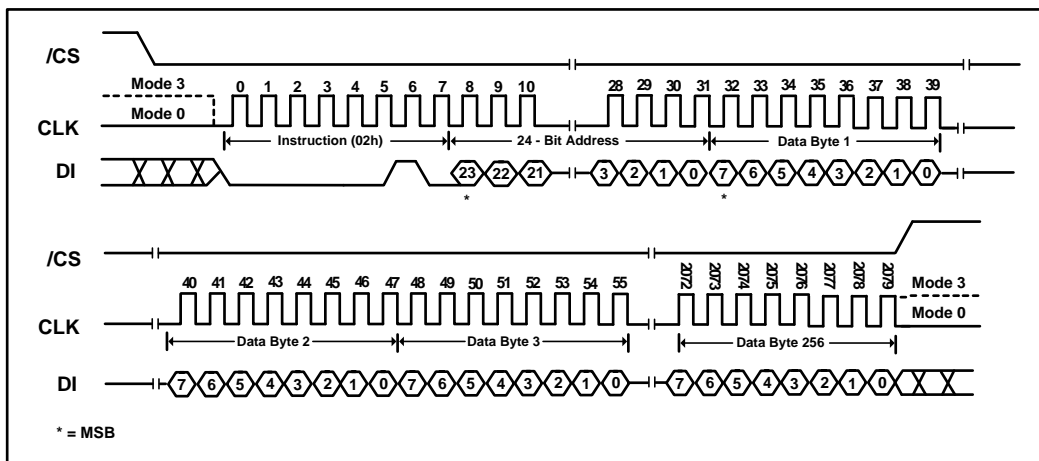 /CS
Mode 3
0 1 2 3 4 5 6 7 8 9 10 28 29 30 31 32 33 34 35 36 37 38 39
Mode 0
CLK
Instruction (02h) 24 - Bit Address Data Byte 1
DI
23 22 21 3 2 1 0 7 6 5 4 3 2 1 0
* *
/CS
40 41 42 43 44 45 46 47 48 49 50 51 52 53 54 55 2072 2073 2074 2075 2076 2077 2078 2079
Mode 3
CLK
Mode 0
Data Byte 2 Data Byte 3 Data Byte 256
DI
7 6 5 4 3 2 1 0 7 6 5 4 3 2 1 0 7 6 5 4 3 2 1 0
* = MSB